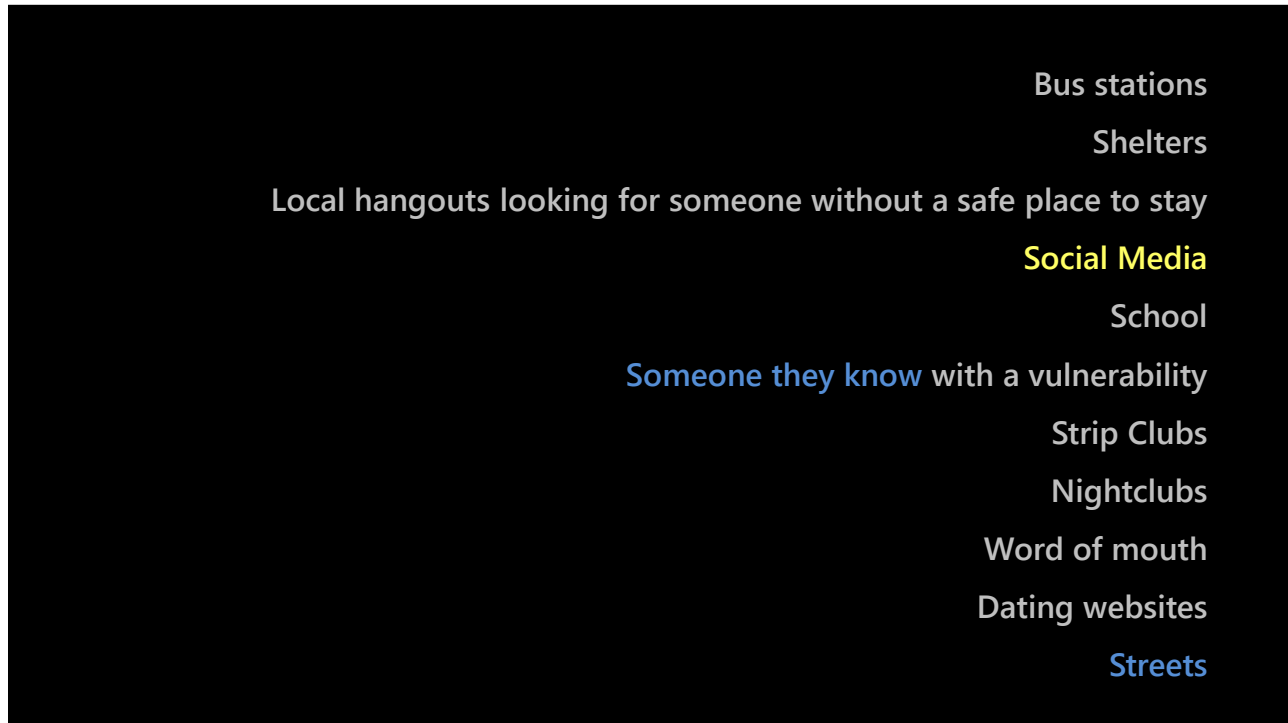 Bus stations
Shelters
Local hangouts looking for someone without a safe place to stay
Social Media
School
Someone they know with a vulnerability
Strip Clubs
Nightclubs
Word of mouth
Dating websites
Streets